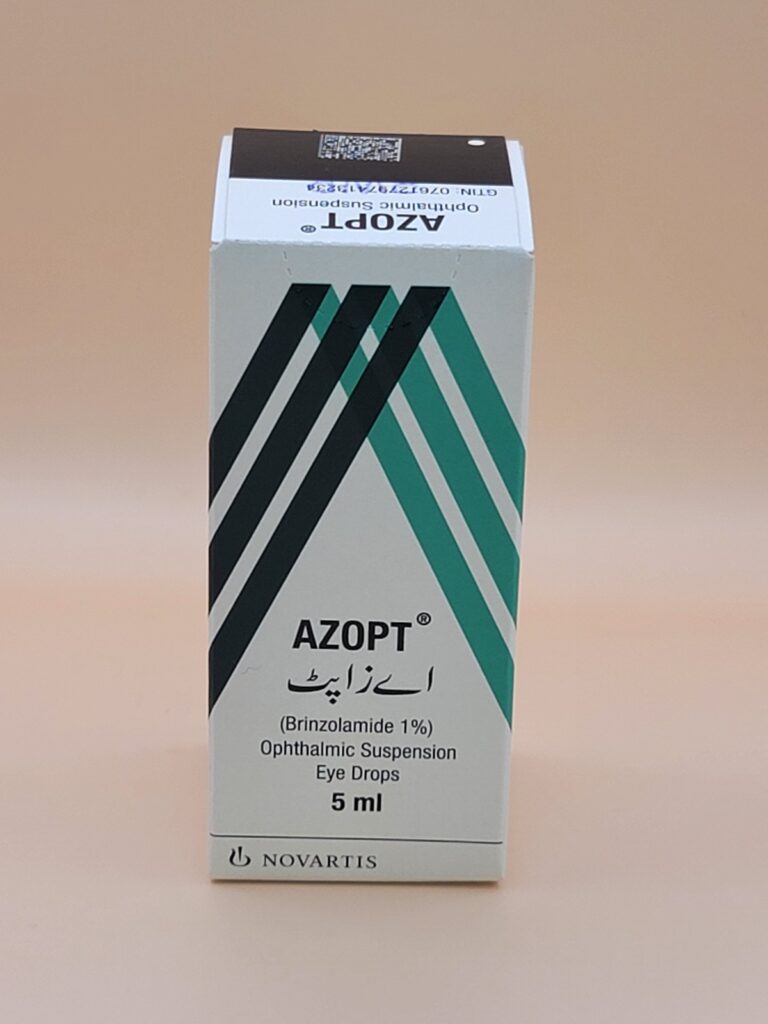 AZOPT®
Ophthalmic Suspension
AZOPT®
اے زاپٹ
(Brinzolamide 1%)
Ophthalmic Suspension
Eye Drops
5 ml
NOVARTIS